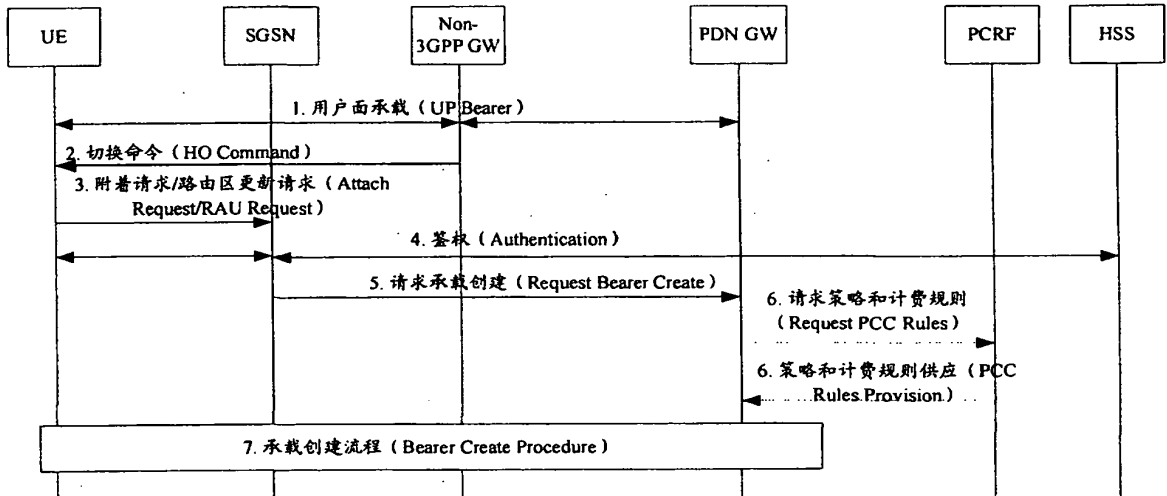 UE
SGSN
Non-
3GPP GW
PDN GW
PCRF
HSS
1. 用户面承载（UP Bearer）
2. 切换命令（HO Command）
3. 附着请求/路由区更新请求（Attach
Request/RAU Request）
4. 鉴权（Authentication）
5. 请求承载创建（Request Bearer Create）
6. 请求策略和计费规则
（Request PCC Rules）
6. 策略和计费规则供应（PCC
Rules Provision）
7. 承载创建流程（Bearer Create Procedure）